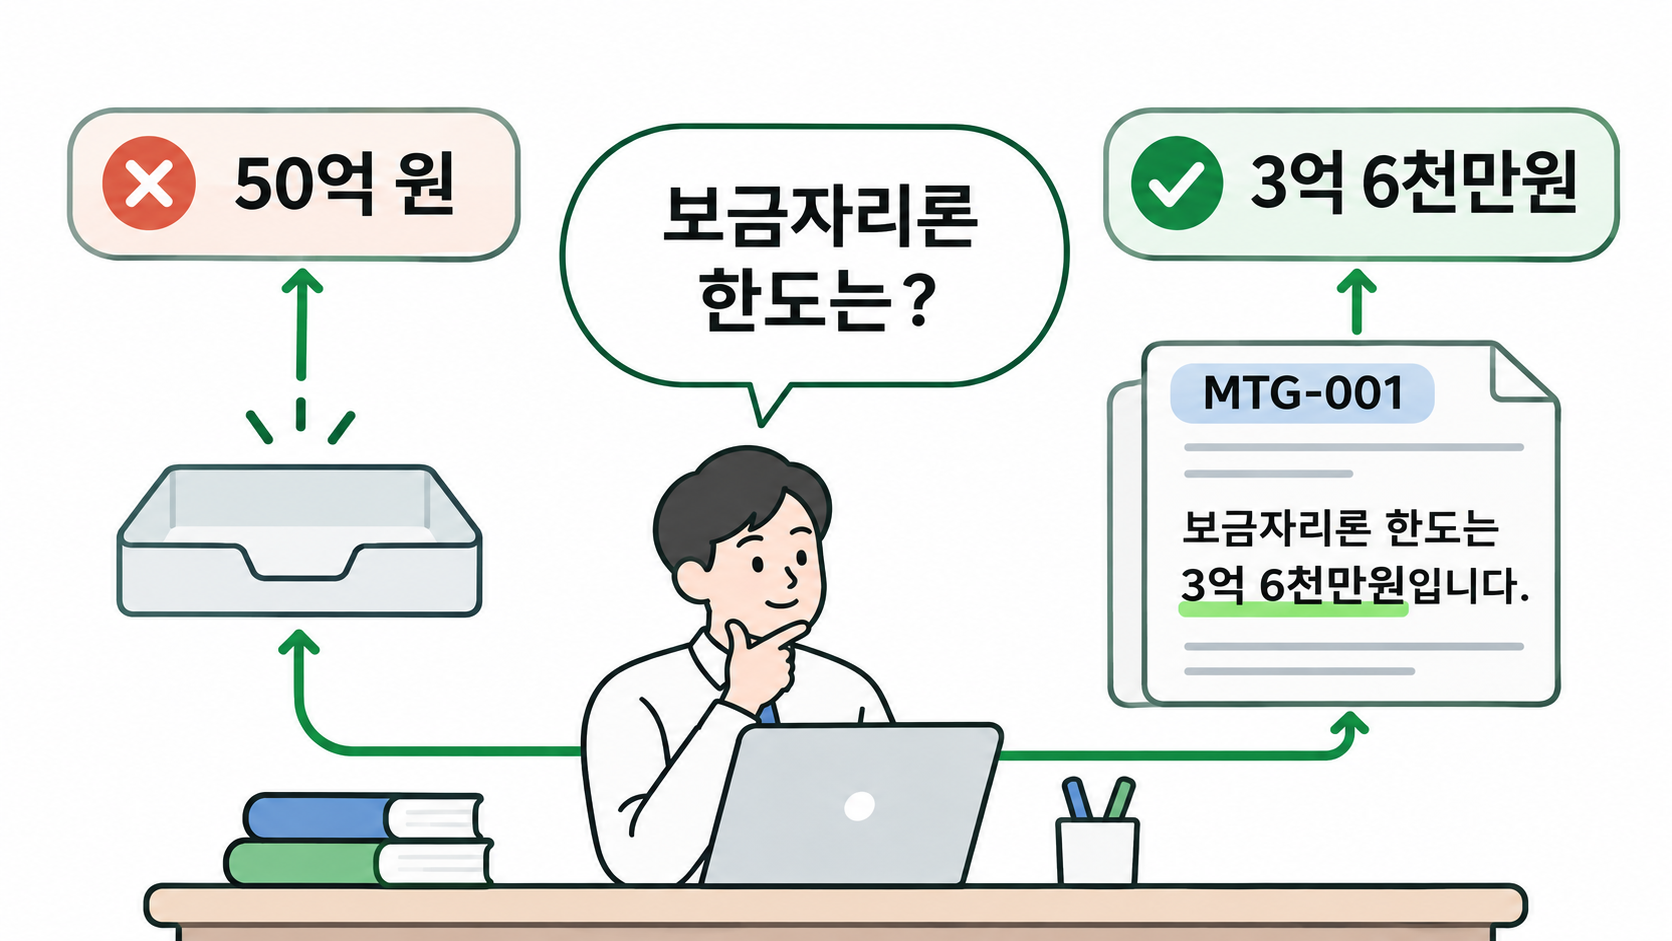 50억 원
보금자리론
한도는?
3억 6천만원
MTG-001
보금자리론 한도는
3억 6천만원입니다.